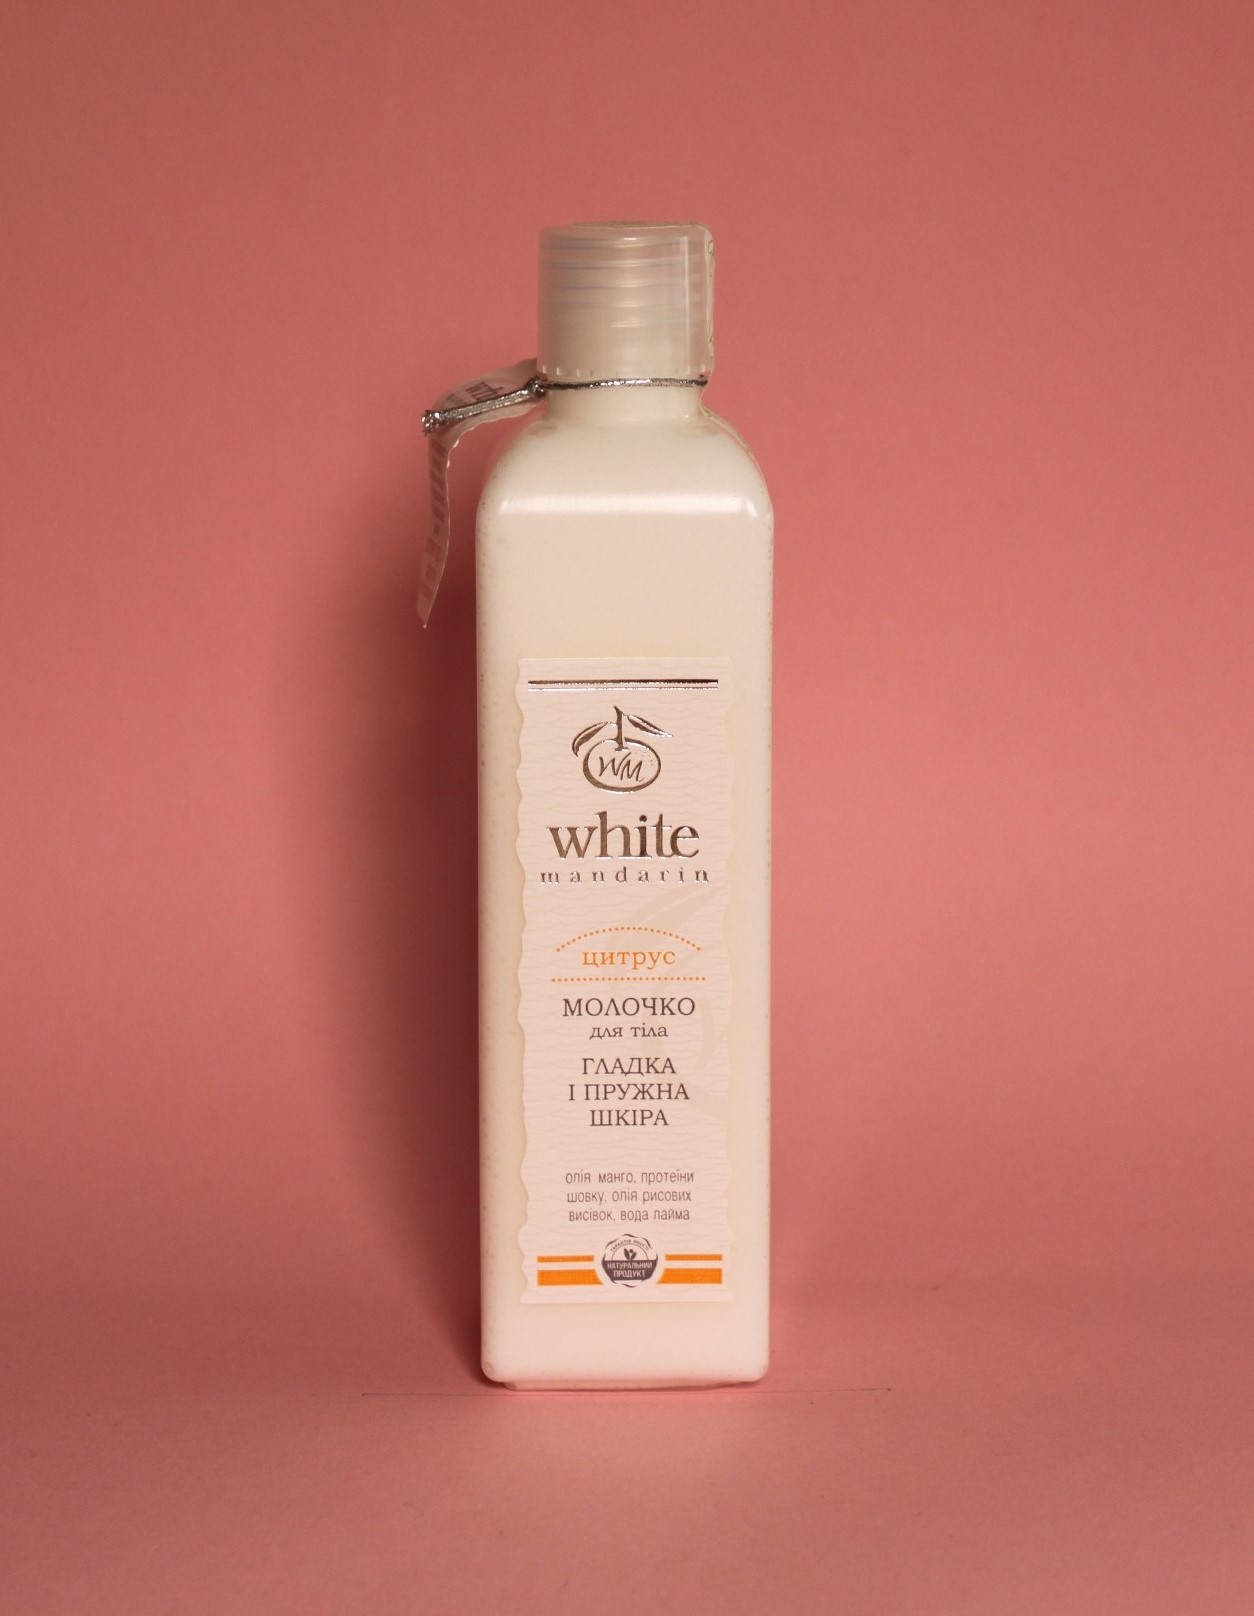 WM
white
mandarin
цитрус
МОЛОЧКО
для тіла
ГЛАДКА
І ПРУЖНА
ШКІРА
олія манго, протеїни
шовку, олія рисових
висівок, вода лайма
НАТУРАЛЬНИЙ
ПРОДУКТ